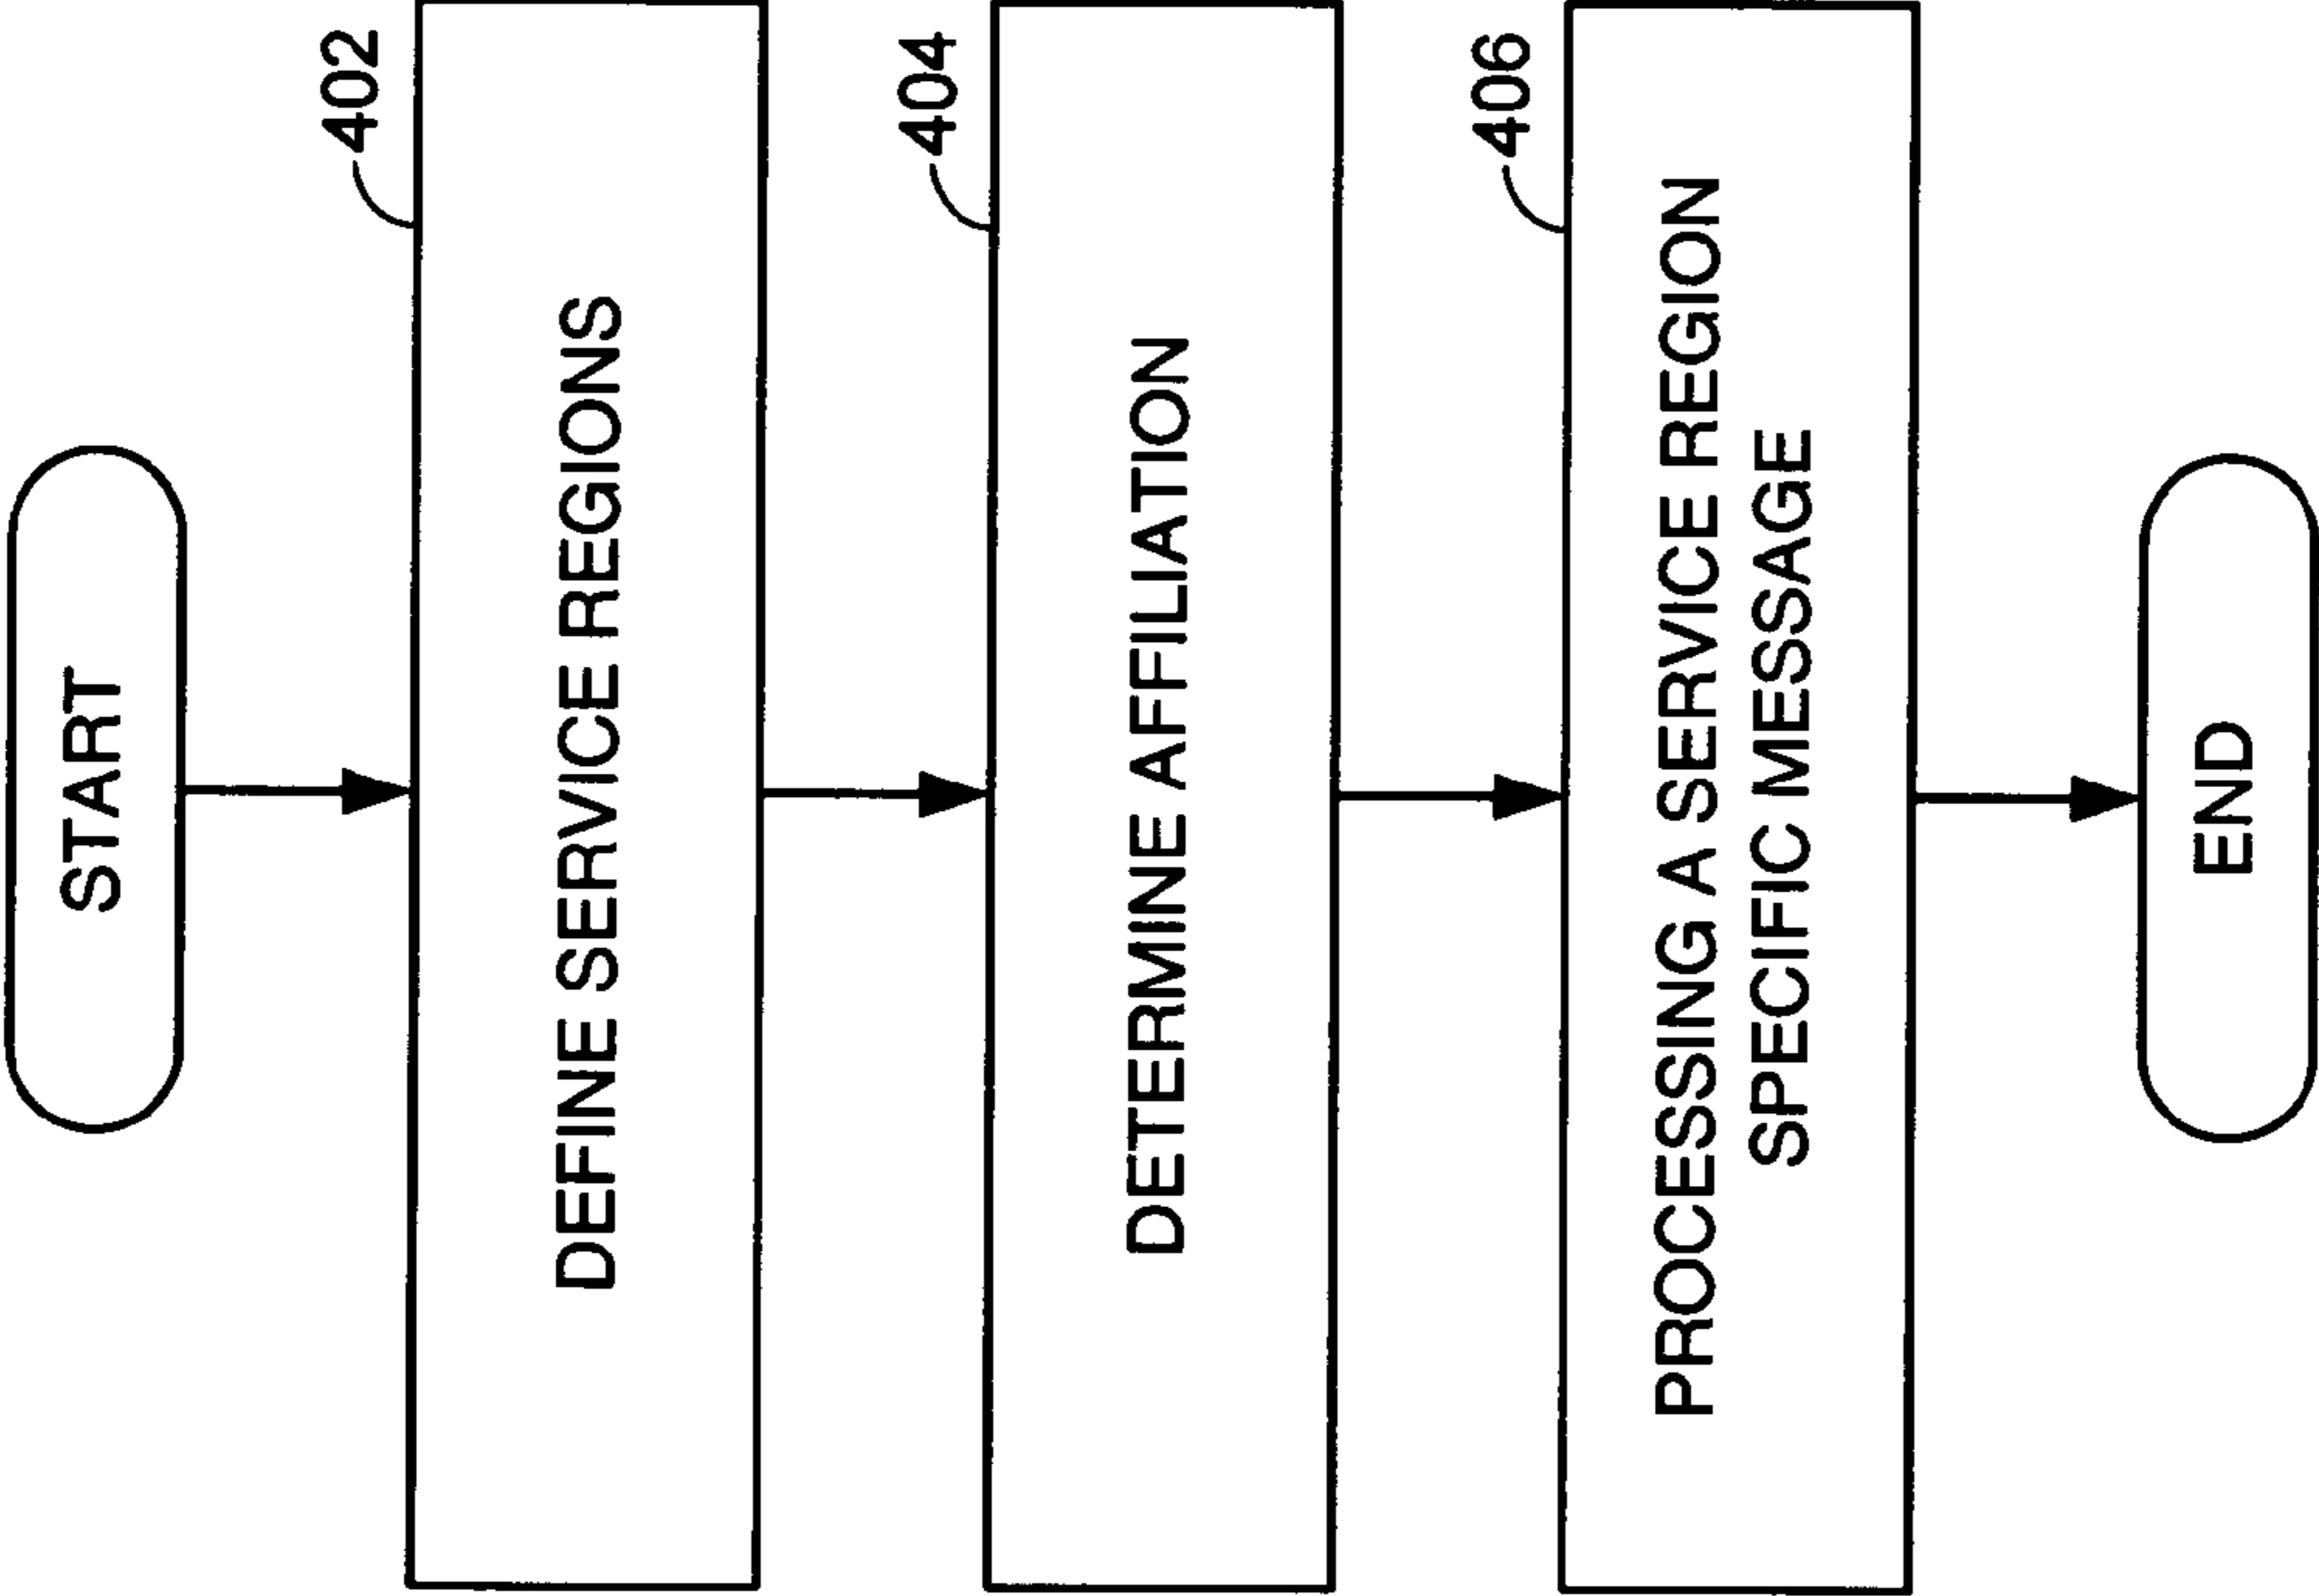 START
402
DEFINE SERVICE REGIONS
404
DETERMINE AFFILIATION
406
PROCESSING A SERVICE REGION
SPECIFIC MESSAGE
END